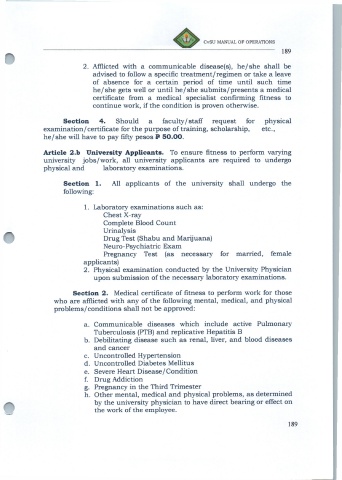 CvSU MANUAL OF OPERATIONS
189
2. Afflicted with a communicable disease(s), he/she shall be
advised to follow a specific treatment/regimen or take a leave
of absence for a certain period of time until such time
he/she gets well or until he/she submits/presents a medical
certificate from a medical specialist confirming fitness to
continue work, if the condition is proven otherwise.
Section 4. Should a faculty/staff request for physical
examination/certificate for the purpose of training, scholarship, etc.,
he/she will have to pay fifty pesos P 50.00.
Article 2.b University Applicants. To ensure fitness to perform varying
university jobs/work, all university applicants are required to undergo
physical and laboratory examinations.
Section 1. All applicants of the university shall undergo the
following:
1. Laboratory examinations such as:
Chest X-ray
Complete Blood Count
Urinalysis
Drug Test (Shabu and Marijuana)
Neuro-Psychiatric Exam
Pregnancy Test (as necessary for married, female
applicants)
2. Physical examination conducted by the University Physician
upon submission of the necessary laboratory examinations.
Section 2. Medical certificate of fitness to perform work for those
who are afflicted with any of the following mental, medical, and physical
problems/conditions shall not be approved:
a. Communicable diseases which include active Pulmonary
Tuberculosis (PTB) and replicative Hepatitis B
b. Debilitating disease such as renal, liver, and blood diseases
and cancer
c. Uncontrolled Hypertension
d. Uncontrolled Diabetes Mellitus
e. Severe Heart Disease/Condition
f. Drug Addiction
g. Pregnancy in the Third Trimester
h. Other mental, medical and physical problems, as determined
by the university physician to have direct bearing or effect on
the work of the employee.
189